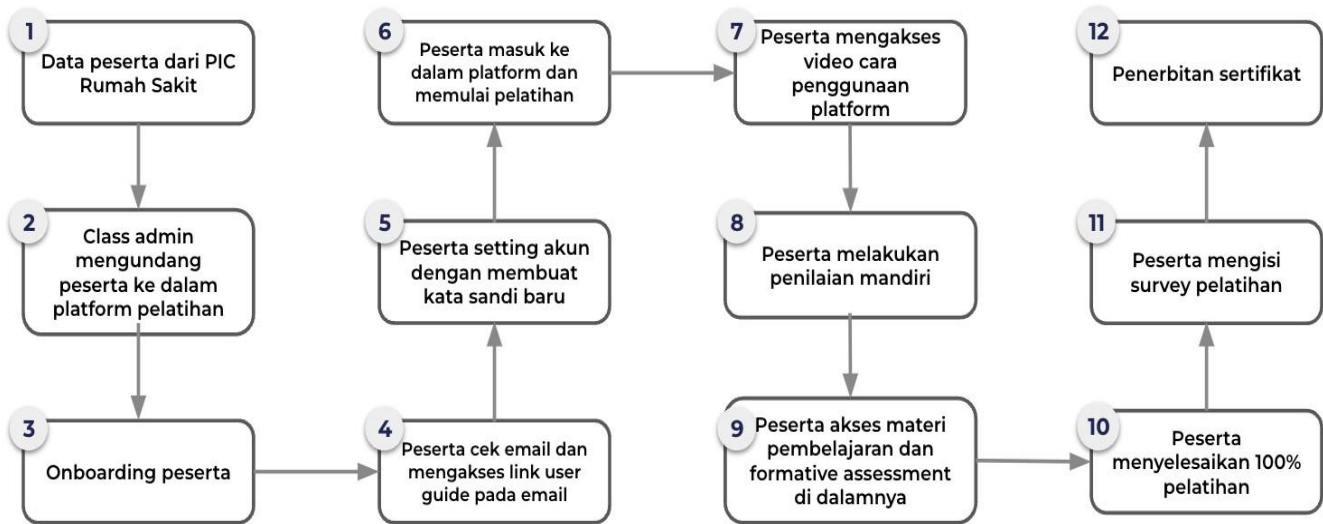 1
Data peserta dari PIC
Rumah Sakit
2
Class admin
mengundang
peserta ke dalam
platform pelatihan
3
Onboarding peserta
4
Peserta cek email dan
mengakses link user
guide pada email
5
Peserta setting akun
dengan membuat
kata sandi baru
6
Peserta masuk ke
dalam platform dan
memulai pelatihan
7
Peserta mengakses
video cara
penggunaan
platform
8
Peserta melakukan
penilaian mandiri
9
Peserta akses materi
pembelajaran dan
formative assessment
di dalamnya
10
Peserta
menyelesaikan 100%
pelatihan
11
Peserta mengisi
survey pelatihan
12
Penerbitan sertifikat